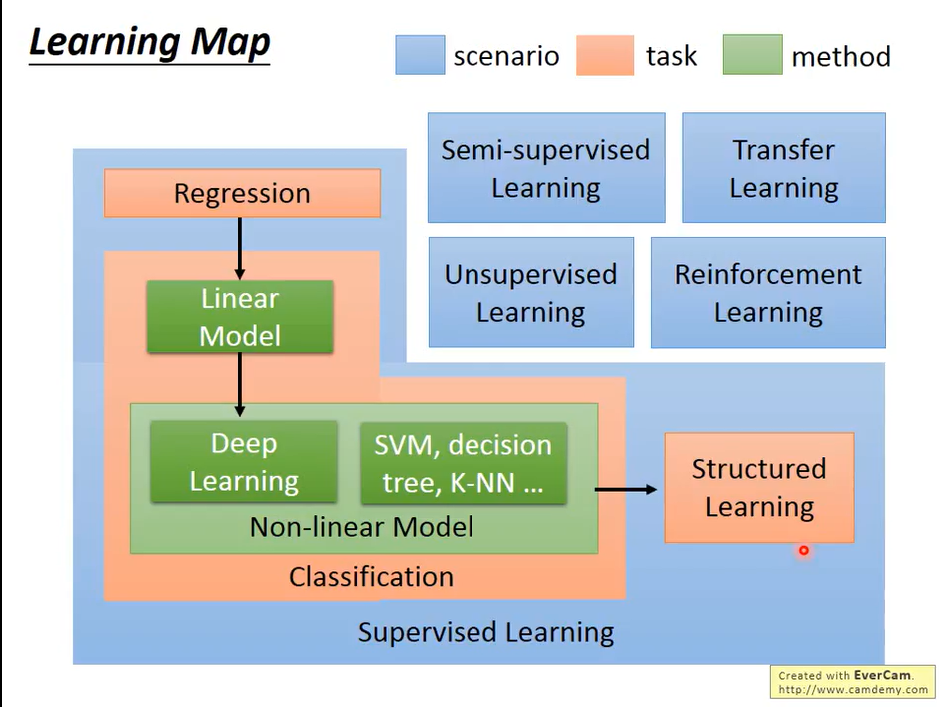 Learning Map
scenario
task
method
Semi-supervised
Learning
Transfer
Learning
Regression
Unsupervised
Learning
Reinforcement
Learning
Linear
Model
Deep
Learning
SVM, decision
tree, K-NN ...
Non-linear Model
Classification
Structured
Learning
Supervised Learning
Created with EverCam.
http://www.camdemy.com